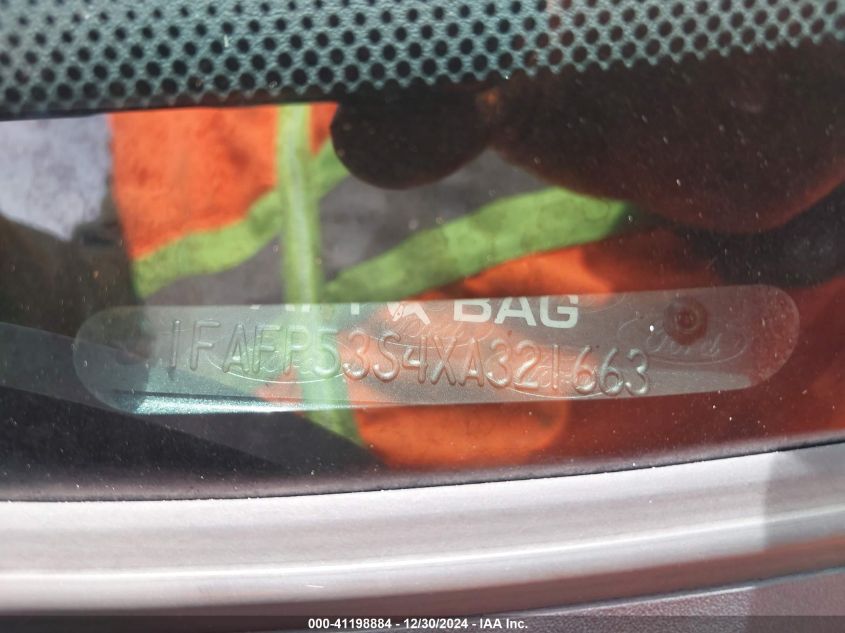 BAG
1FAFP53S4XA321663
000-41198884 - 12/30/2024 - IAA Inc.